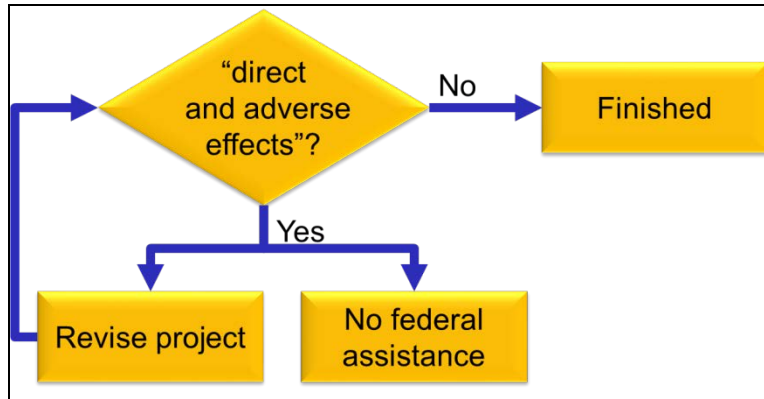 “direct
and adverse
effects”?
No
Finished
Yes
Revise project
No federal
assistance